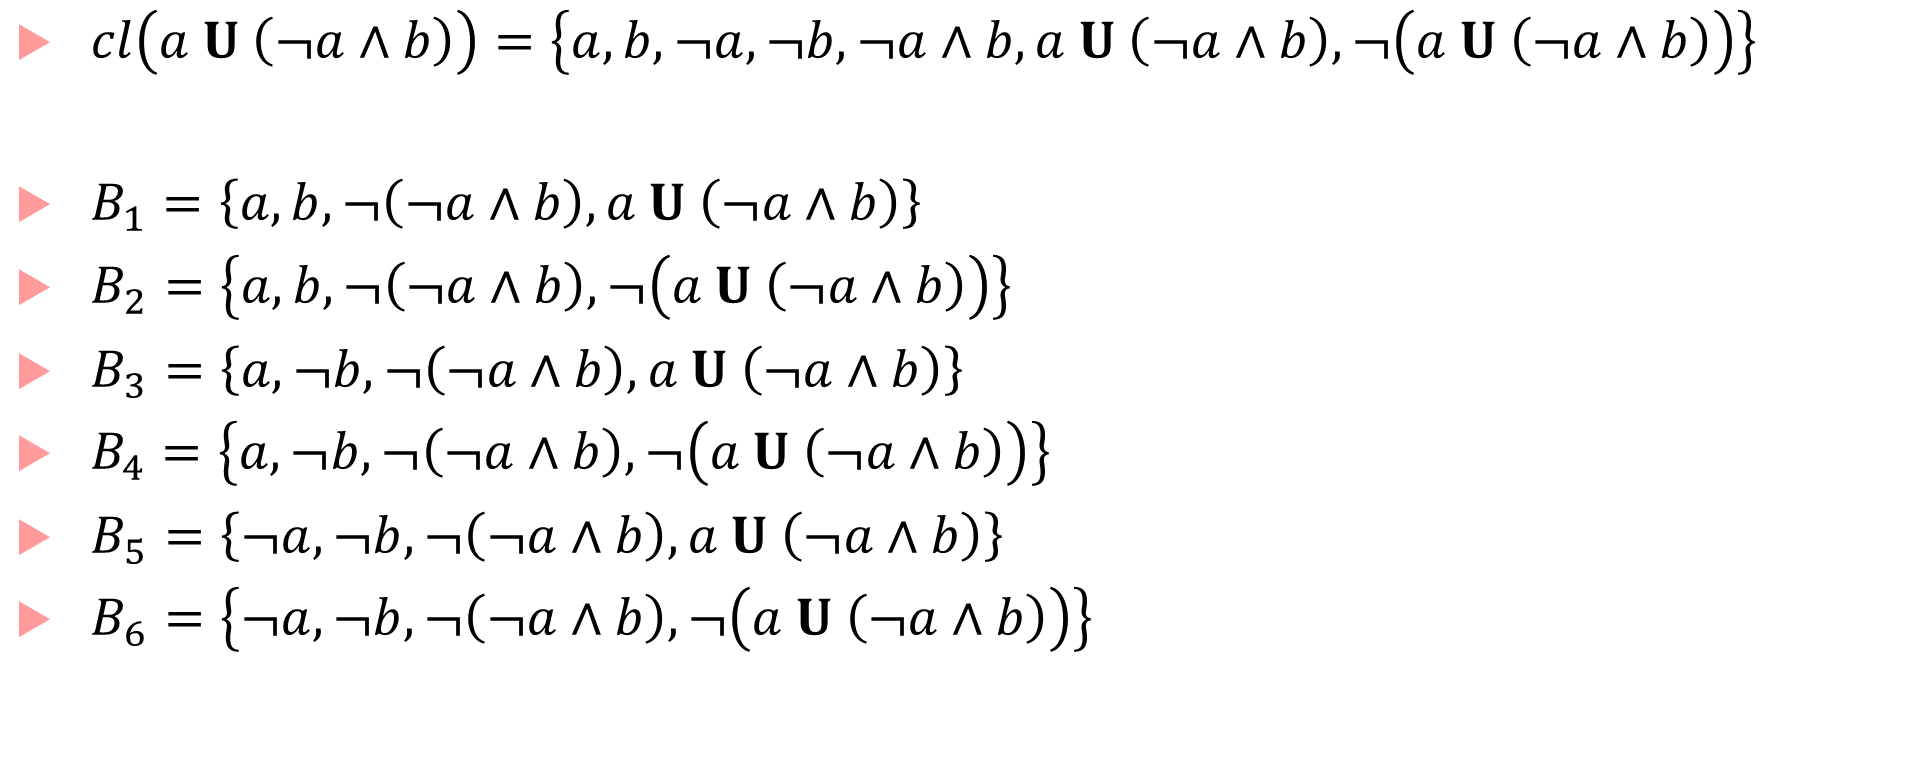 ▶ cl(a U (¬a ∧ b)) = {a, b, ¬a, ¬b, ¬a ∧ b, a U (¬a ∧ b), ¬(a U (¬a ∧ b))}
▶ B₁ = {a, b, ¬(¬a ∧ b), a U (¬a ∧ b)}
▶ B₂ = {a, b, ¬(¬a ∧ b), ¬(a U (¬a ∧ b))}
▶ B₃ = {a, ¬b, ¬(¬a ∧ b), a U (¬a ∧ b)}
▶ B₄ = {a, ¬b, ¬(¬a ∧ b), ¬(a U (¬a ∧ b))}
▶ B₅ = {¬a, ¬b, ¬(¬a ∧ b), a U (¬a ∧ b)}
▶ B₆ = {¬a, ¬b, ¬(¬a ∧ b), ¬(a U (¬a ∧ b))}